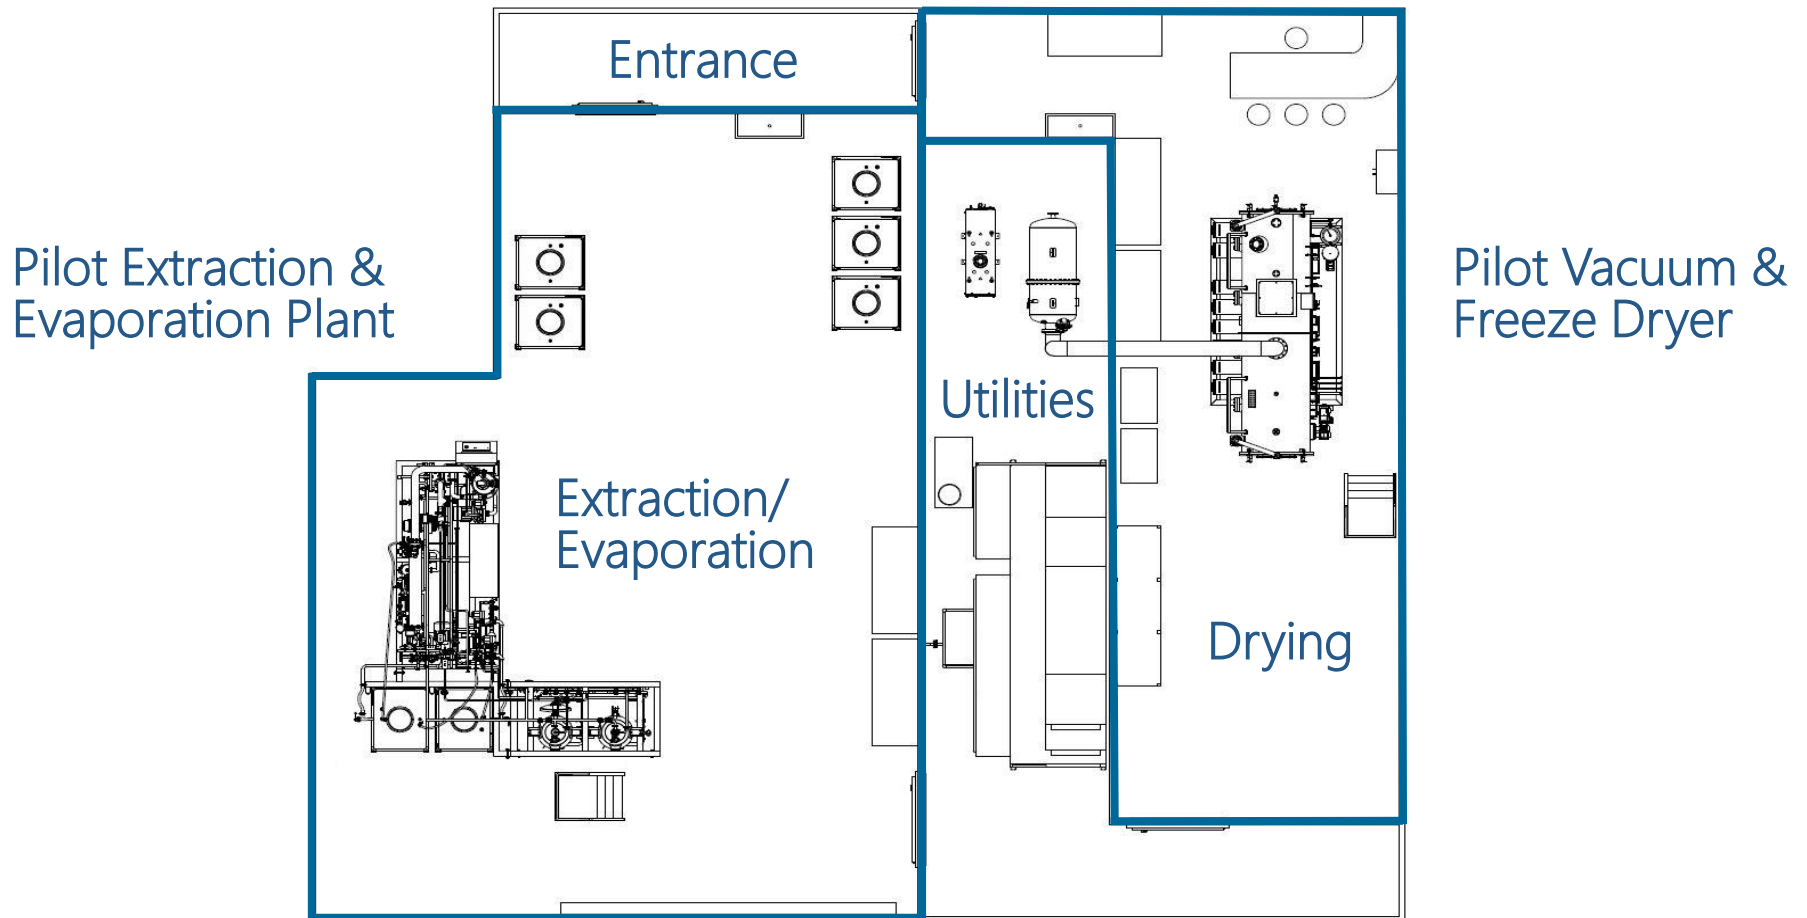 Entrance
Pilot Extraction &
Evaporation Plant
Pilot Vacuum &
Freeze Dryer
Utilities
Extraction/
Evaporation
Drying